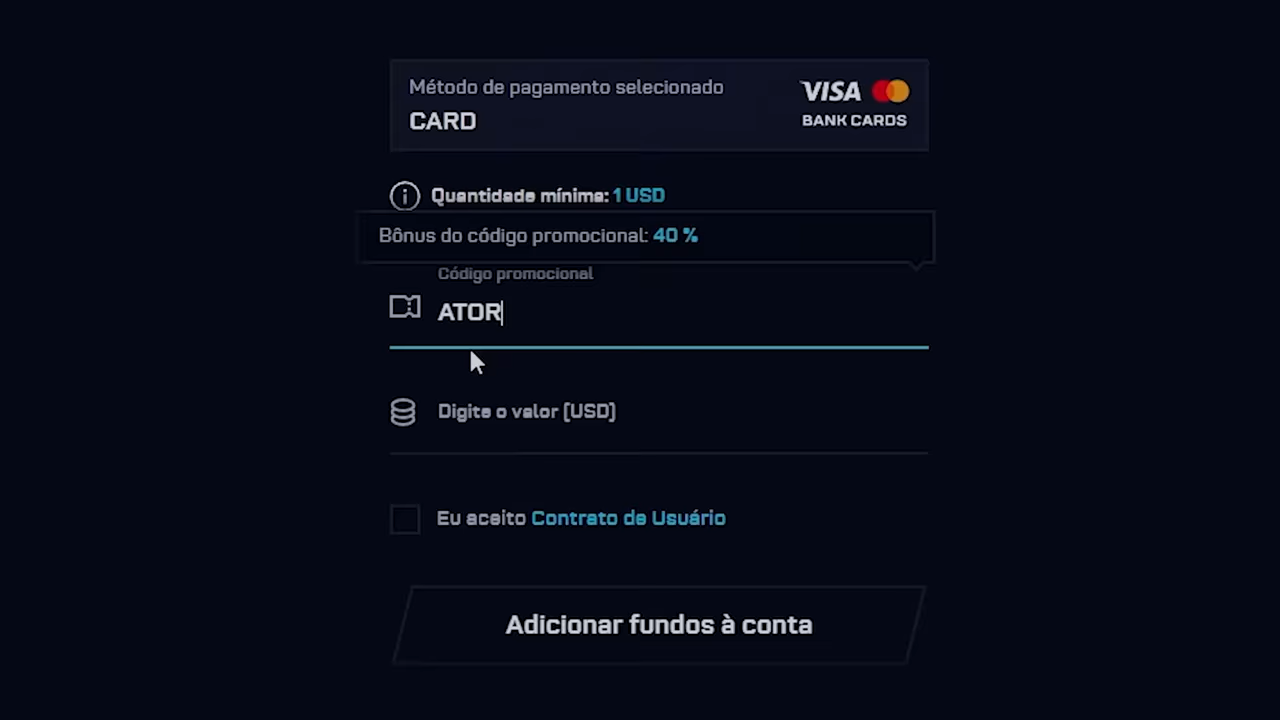 Método de pagamento selecionado
CARD
VISA
BANK CARDS
Quantidade mínima: 1 USD
Bônus do código promocional: 40 %
Código promocional
ATOR
Digite o valor (USD)
Eu aceito Contrato de Usuário
Adicionar fundos à conta